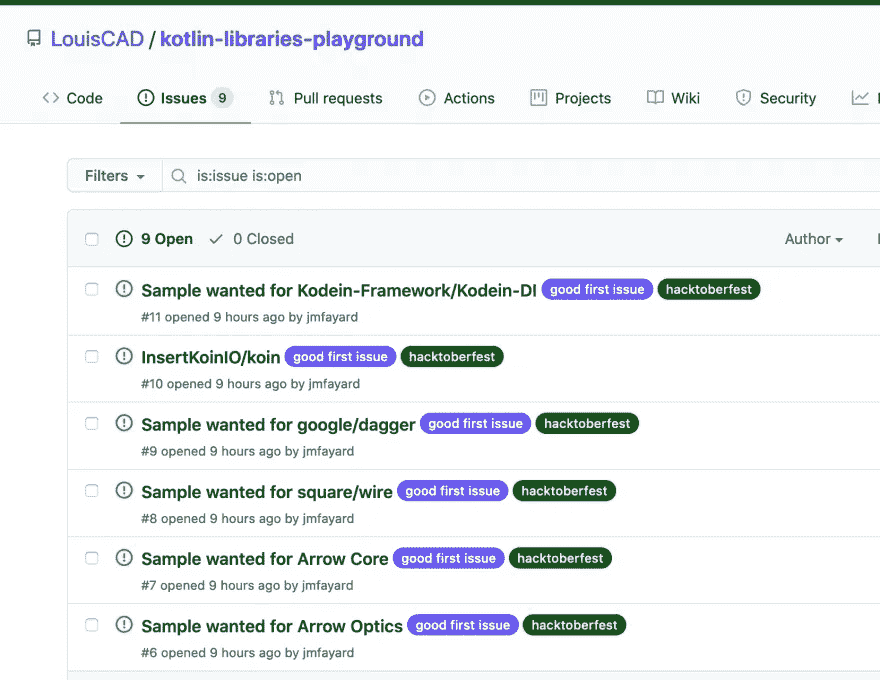 LouisCAD / kotlin-libraries-playground
Code Issues 9 Pull requests Actions Projects Wiki Security
Filters is:issue is:open
9 Open 0 Closed Author
Sample wanted for Kodein-Framework/Kodein-DI good first issue hacktoberfest
#11 opened 9 hours ago by jmfayard
InsertKoinIO/koin good first issue hacktoberfest
#10 opened 9 hours ago by jmfayard
Sample wanted for google/dagger good first issue hacktoberfest
#9 opened 9 hours ago by jmfayard
Sample wanted for square/wire good first issue hacktoberfest
#8 opened 9 hours ago by jmfayard
Sample wanted for Arrow Core good first issue hacktoberfest
#7 opened 9 hours ago by jmfayard
Sample wanted for Arrow Optics good first issue hacktoberfest
#6 opened 9 hours ago by jmfayard